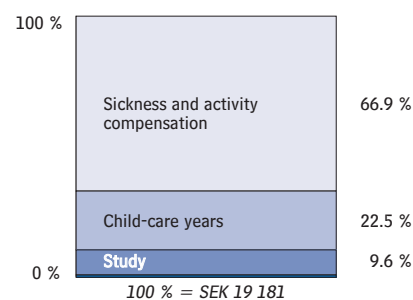 100 %
Sickness and activity
compensation
66.9 %
Child-care years
22.5 %
Study
9.6 %
0 %
100 % = SEK 19 181